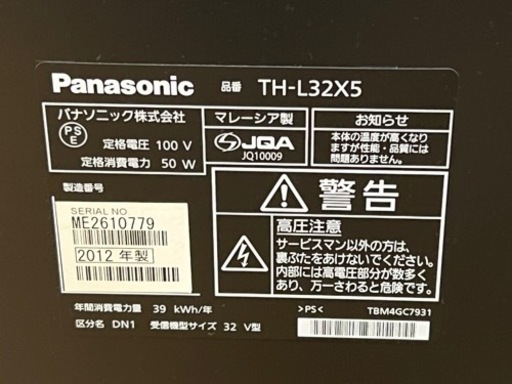 Panasonic 品番 TH-L32X5
パナソニック株式会社
PS
E
定格電圧 100 V
定格消費電力 50 W
マレーシア製
JQA
JQ10009
お知らせ
本体の温度が高くなり
ますが性能・品質には
問題ありません。
製造番号
SERIAL NO
ME2610779
2012 年製
警告
高圧注意
サービスマン以外の方は、
裏ぶたをあけないでください。
内部には高電圧部分が数多く
あり、万一さわると危険です。
年間消費電力量 39 kWh/年
区分名 DN1 受信機型サイズ 32 V型
>PS<
TBM4GC7931